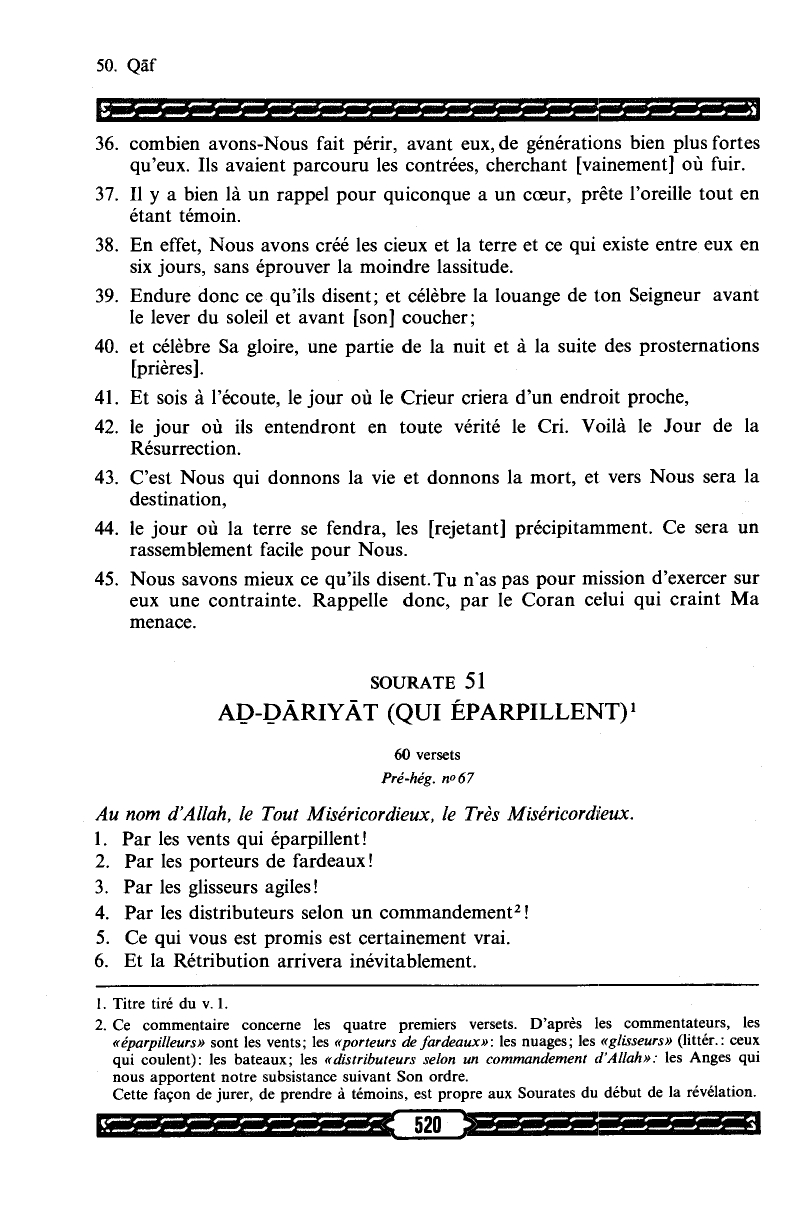 50. Qāf
36. combien avons-Nous fait périr, avant eux, de générations bien plus fortes
qu'eux. Ils avaient parcouru les contrées, cherchant [vainement] où fuir.
37. Il y a bien là un rappel pour quiconque a un cœur, prête l'oreille tout en
étant témoin.
38. En effet, Nous avons créé les cieux et la terre et ce qui existe entre eux en
six jours, sans éprouver la moindre lassitude.
39. Endure donc ce qu'ils disent; et célèbre la louange de ton Seigneur avant
le lever du soleil et avant [son] coucher;
40. et célèbre Sa gloire, une partie de la nuit et à la suite des prosternations
[prières].
41. Et sois à l'écoute, le jour où le Crieur criera d'un endroit proche,
42. le jour où ils entendront en toute vérité le Cri. Voilà le Jour de la
Résurrection.
43. C'est Nous qui donnons la vie et donnons la mort, et vers Nous sera la
destination,
44. le jour où la terre se fendra, les [rejetant] précipitamment. Ce sera un
rassemblement facile pour Nous.
45. Nous savons mieux ce qu'ils disent. Tu n'as pas pour mission d'exercer sur
eux une contrainte. Rappelle donc, par le Coran celui qui craint Ma
menace.
SOURATE 51
AḎ-ḎĀRIYĀT (QUI ÉPARPILLENT)¹
60 versets
Pré-hég. nº 67
Au nom d'Allah, le Tout Miséricordieux, le Très Miséricordieux.
1. Par les vents qui éparpillent!
2. Par les porteurs de fardeaux!
3. Par les glisseurs agiles!
4. Par les distributeurs selon un commandement²!
5. Ce qui vous est promis est certainement vrai.
6. Et la Rétribution arrivera inévitablement.
1. Titre tiré du v. 1.
2. Ce commentaire concerne les quatre premiers versets. D'après les commentateurs, les
«éparpilleurs» sont les vents; les «porteurs de fardeaux»: les nuages; les «glisseurs» (littér.: ceux
qui coulent): les bateaux; les «distributeurs selon un commandement d'Allah»: les Anges qui
nous apportent notre subsistance suivant Son ordre.
Cette façon de jurer, de prendre à témoins, est propre aux Sourates du début de la révélation.
520